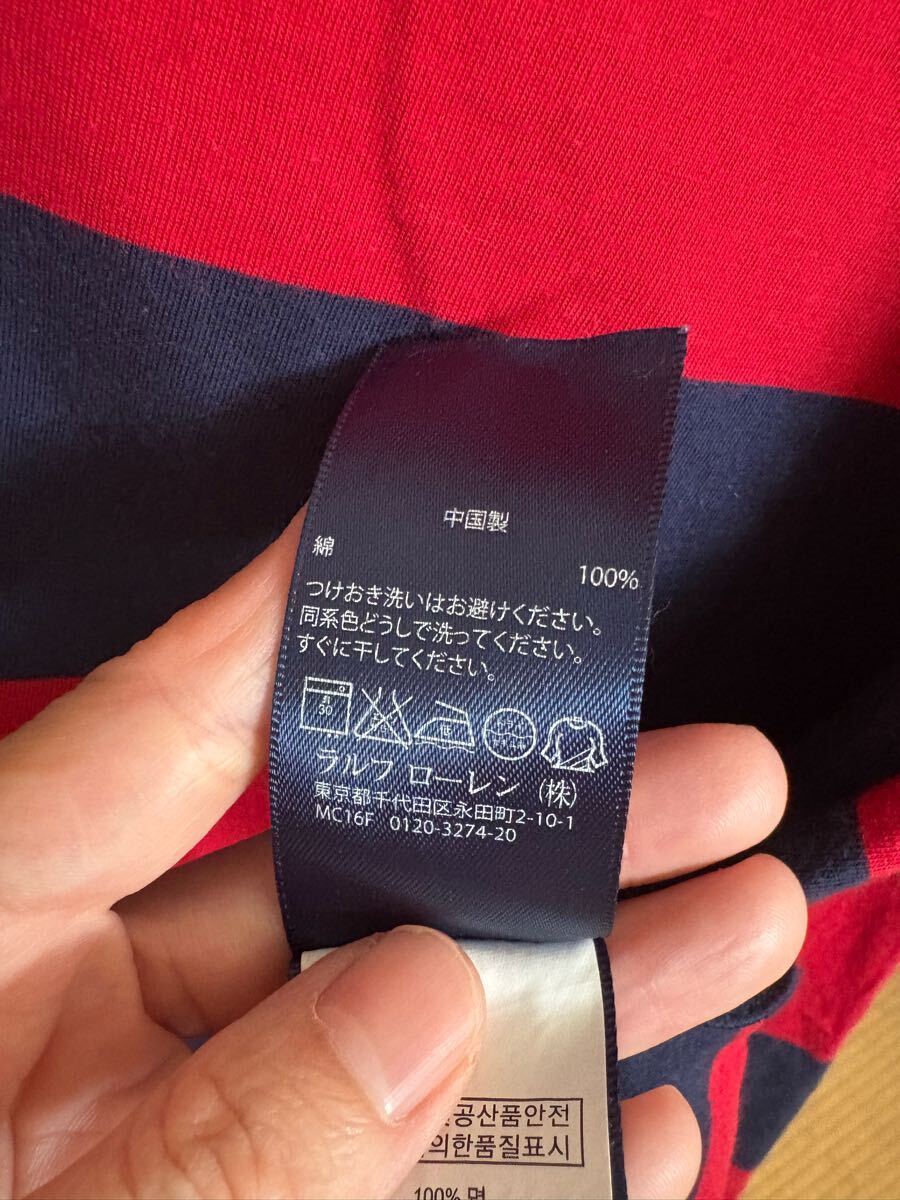 中国製
綿 100%
つけおき洗いはお避けください。
同系色どうしで洗ってください。
すぐに干してください。
弱
30
低
ラルフ ローレン (株)
東京都千代田区永田町2-10-1
MC16F 0120-3274-20
공산품안전
의한품질표시
100% 면